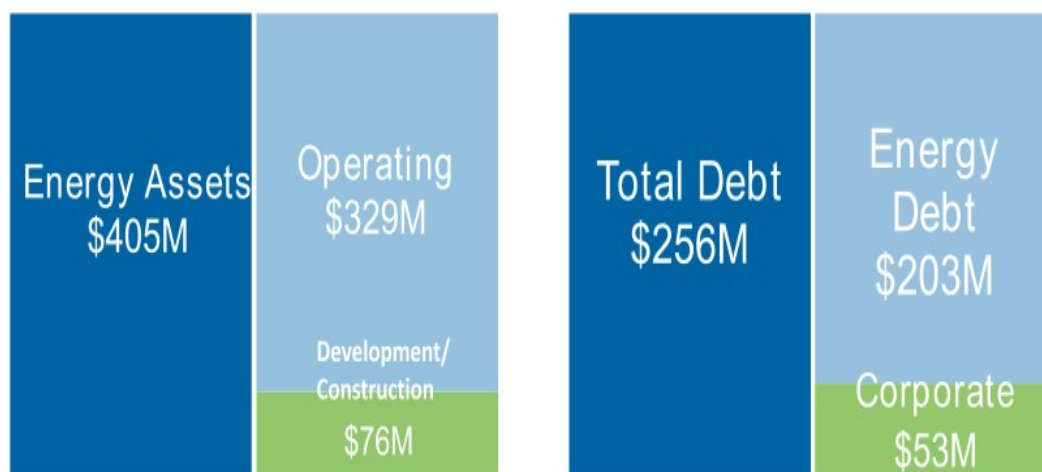 Energy Assets
$405M
Operating
$329M
Development/
Construction
$76M
Total Debt
$256M
Energy
Debt
$203M
Corporate
$53M